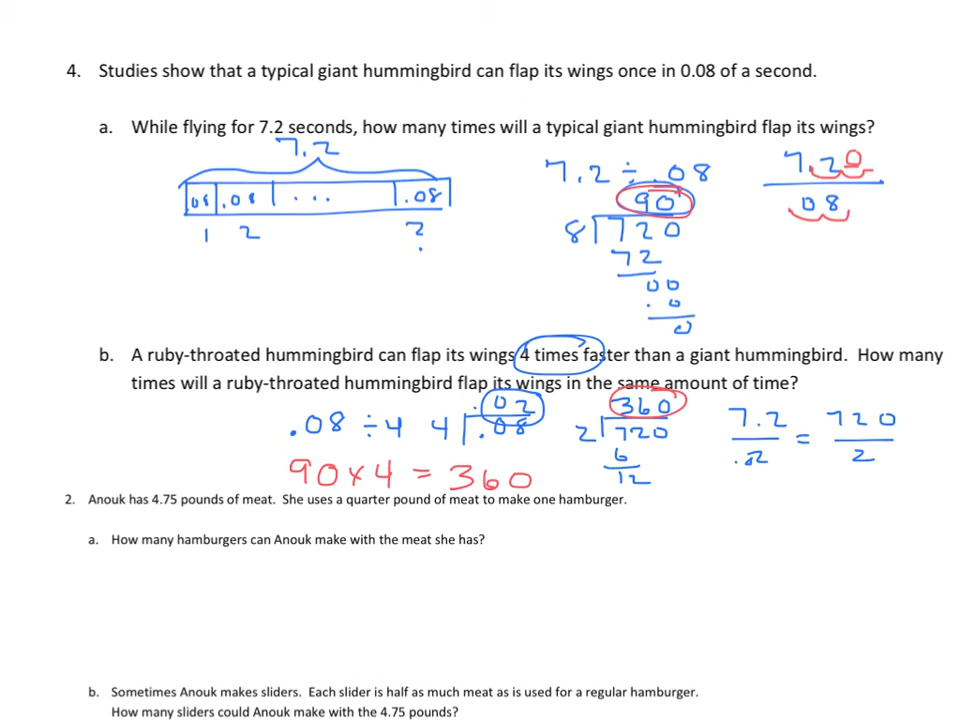 4. Studies show that a typical giant hummingbird can flap its wings once in 0.08 of a second.
a. While flying for 7.2 seconds, how many times will a typical giant hummingbird flap its wings?
7.2
.08 .08 ... .08
1 2 ?
7.2 ÷ .08
90
8 720
72
00
0
0
7.20
08
b. A ruby-throated hummingbird can flap its wings 4 times faster than a giant hummingbird. How many
times will a ruby-throated hummingbird flap its wings in the same amount of time?
.08 ÷ 4
.02
4 .08
360
2 720
6
12
7.2 = 720
.02 2
90 x 4 = 360
2. Anouk has 4.75 pounds of meat. She uses a quarter pound of meat to make one hamburger.
a. How many hamburgers can Anouk make with the meat she has?
b. Sometimes Anouk makes sliders. Each slider is half as much meat as is used for a regular hamburger.
How many sliders could Anouk make with the 4.75 pounds?